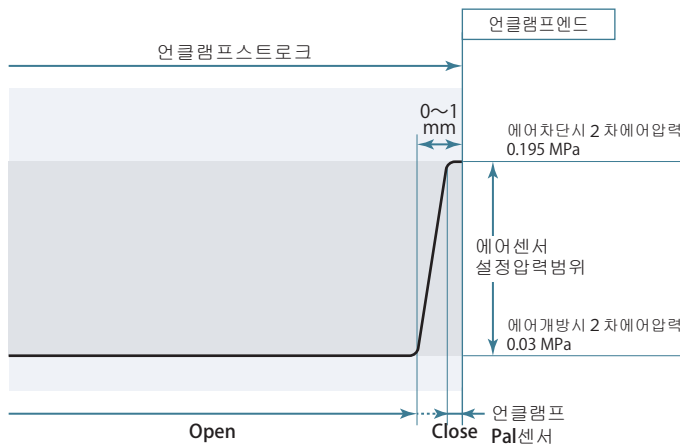 언클램프엔드
언클램프스트로크
0～1
mm
에어차단시 2 차에어압력
0.195 MPa
에어센서
설정압력범위
에어개방시 2 차에어압력
0.03 MPa
Open
Close
언클램프
Pal센서